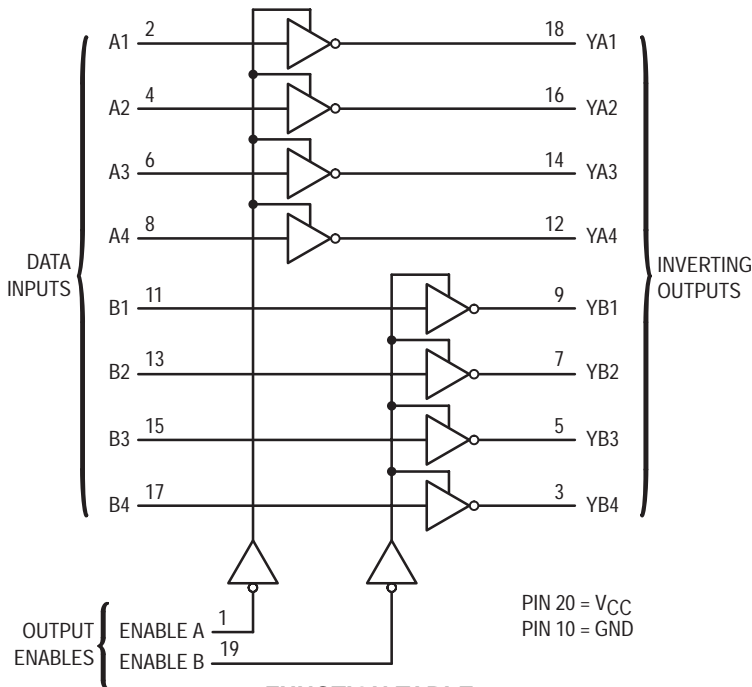 A1 2 18 YA1
A2 4 16 YA2
A3 6 14 YA3
A4 8 12 YA4
DATA
INPUTS
INVERTING
OUTPUTS
B1 11 9 YB1
B2 13 7 YB2
B3 15 5 YB3
B4 17 3 YB4
OUTPUT
ENABLES
ENABLE A 1
ENABLE B 19
PIN 20 = VCC
PIN 10 = GND